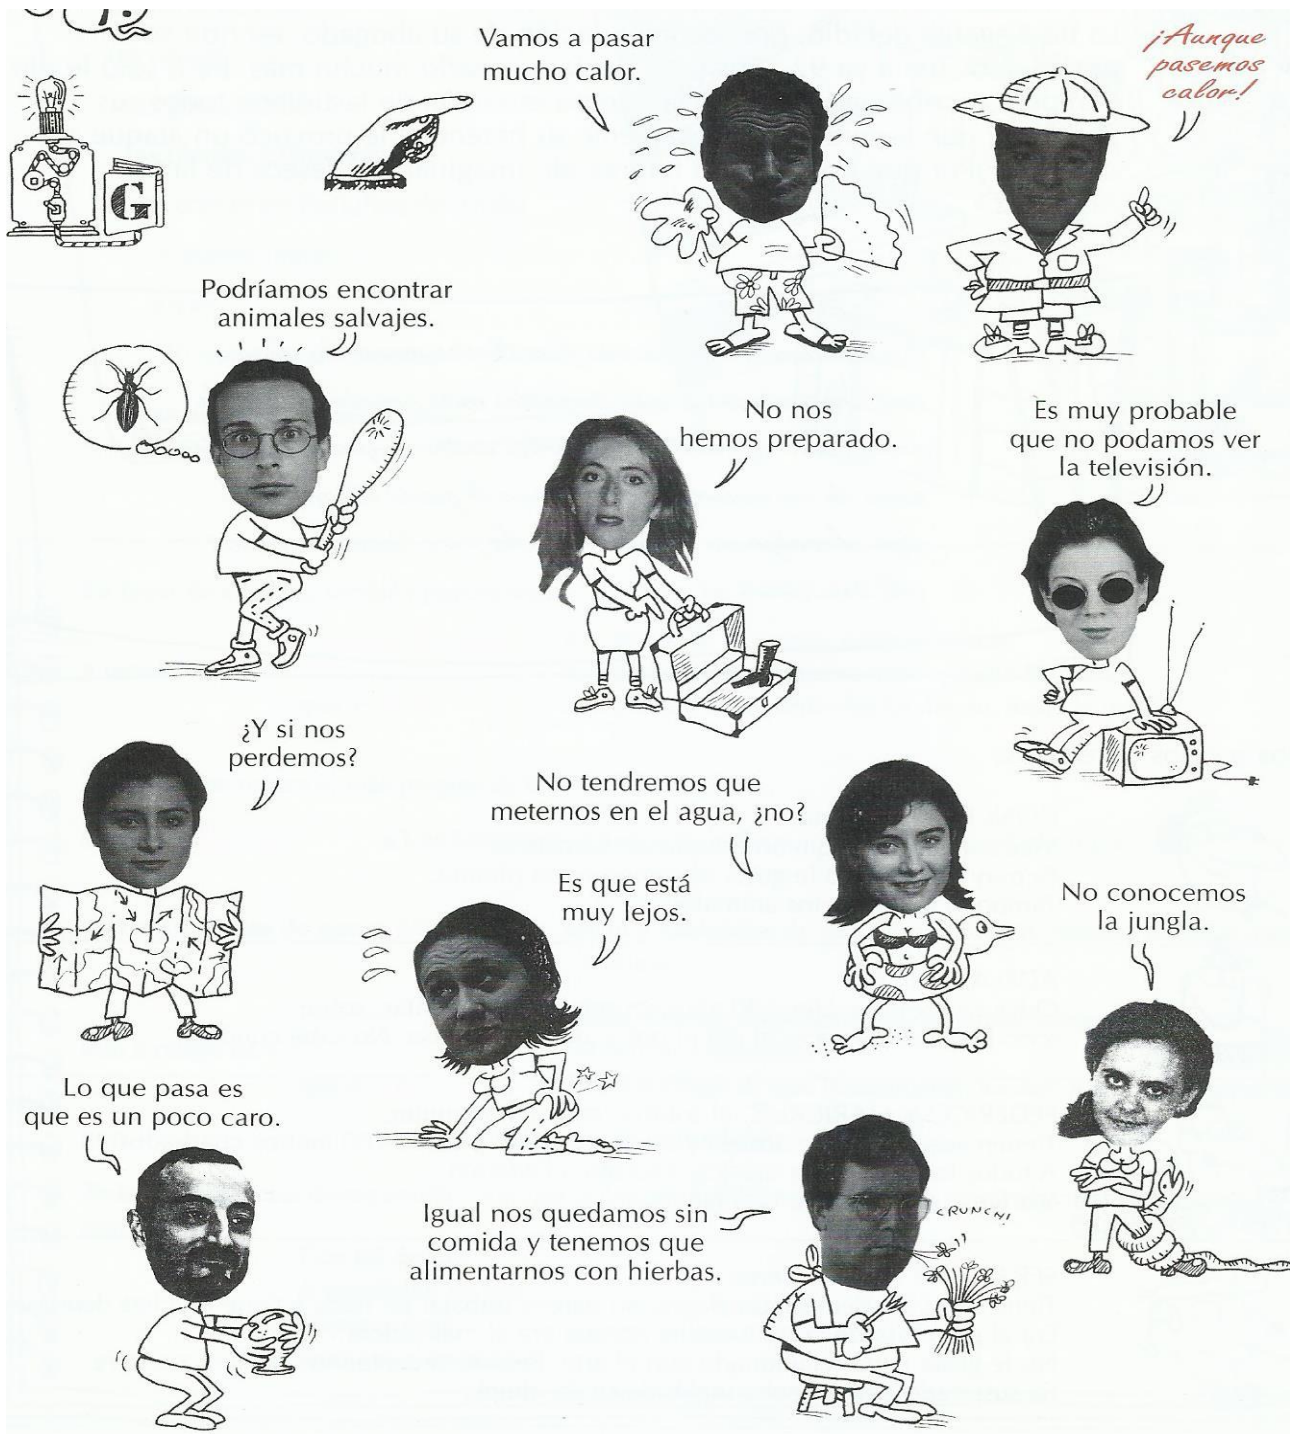 Vamos a pasar
mucho calor.
¡Aunque
pasemos
calor!
G
Podríamos encontrar
animales salvajes.
No nos
hemos preparado.
Es muy probable
que no podamos ver
la televisión.
¿Y si nos
perdemos?
No tendremos que
meternos en el agua, ¿no?
Es que está
muy lejos.
No conocemos
la jungla.
Lo que pasa es
que es un poco caro.
Igual nos quedamos sin
comida y tenemos que
alimentarnos con hierbas.
CRUNCH!